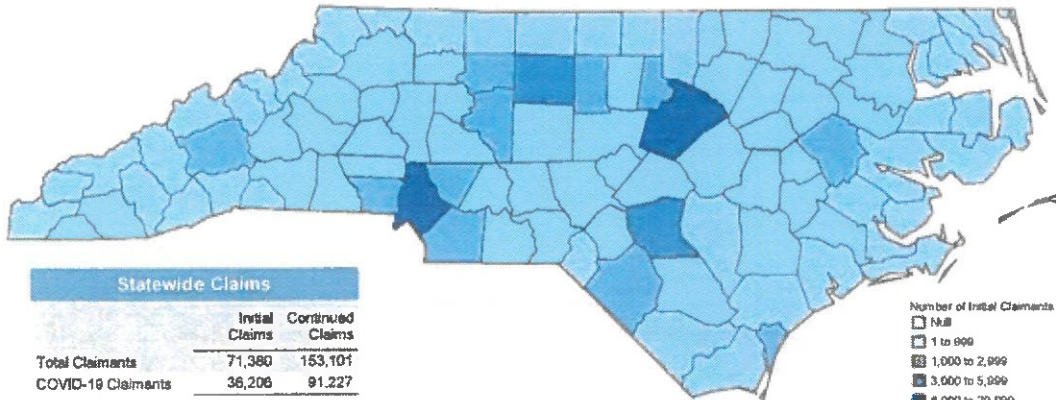 Statewide Claims
Initial Continued
Claims Claims
Total Claimants 71,380 153,101
COVID-19 Claimants 36,206 91,227
Number of Initial Claimants
Null
1 to 999
1,000 to 2,999
3,000 to 5,999